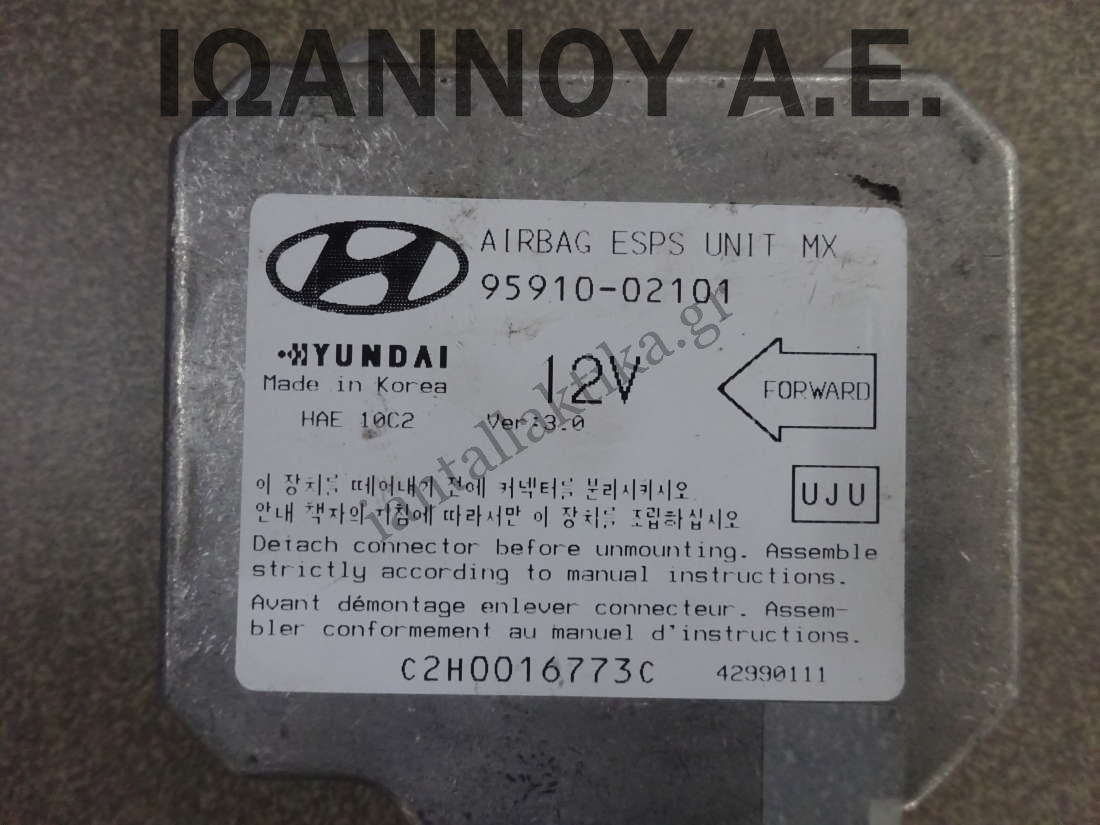 ΙΩΑΝΝΟΥ Α.Ε.
AIRBAG ESPS UNIT MX
95910-02101
HYUNDAI
Made in Korea
12V
FORWARD
HAE 10C2 Ver:3.0
이 장치를 떼어내기 전에 커넥터를 분리시키시오
안내 책자의 지침에 따라서만 이 장치를 조립하십시오
UJU
Detach connector before unmounting. Assemble
strictly according to manual instructions.
Avant démontage enlever connecteur. Assem-
bler conformement au manuel d'instructions.
C2H0016773C 42990111
iantallaktika.gr